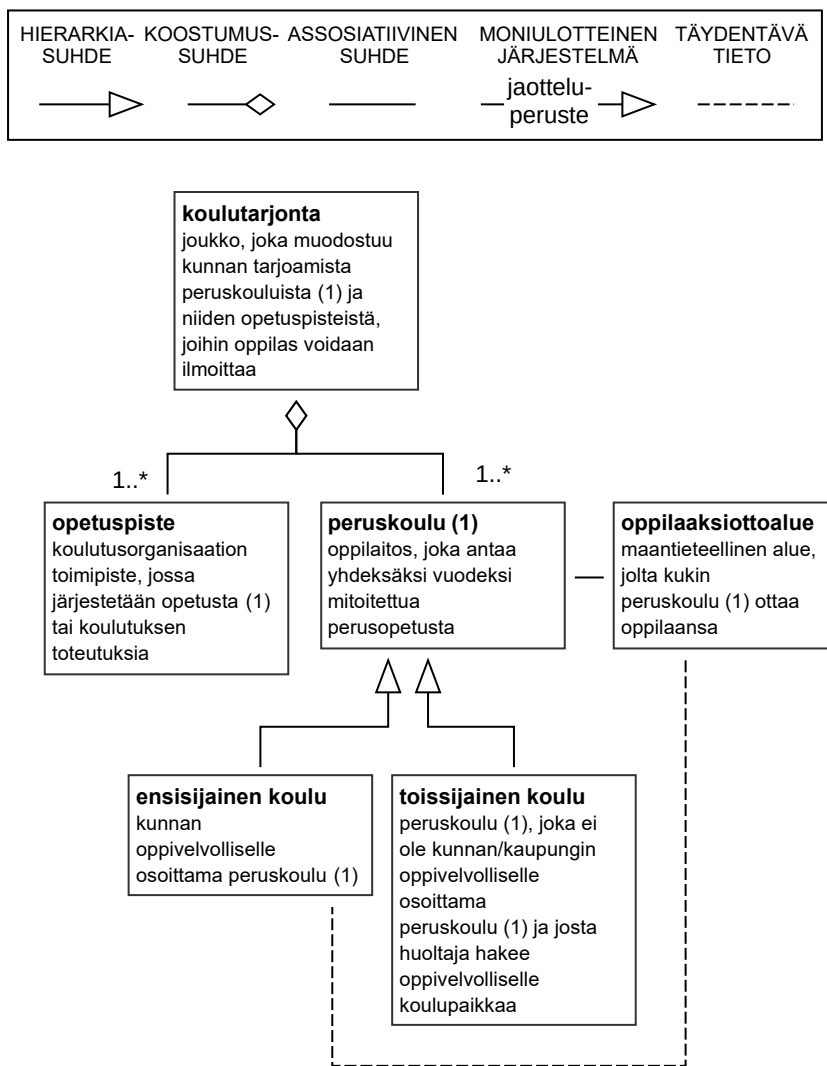 HIERARKIA-
SUHDE
KOOSTUMUS-
SUHDE
ASSOSIATIIVINEN
SUHDE
MONIULOTTEINEN
JÄRJESTELMÄ
TÄYDENTÄVÄ
TIETO
jaottelu-
peruste
koulutarjonta
joukko, joka muodostuu
kunnan tarjoamista
peruskouluista (1) ja
niiden opetuspisteistä,
joihin oppilas voidaan
ilmoittaa
1..*
1..*
opetuspiste
koulutusorganisaation
toimipiste, jossa
järjestetään opetusta (1)
tai koulutuksen
toteutuksia
peruskoulu (1)
oppilaitos, joka antaa
yhdeksäksi vuodeksi
mitoitettua
perusopetusta
oppilaaksiottoalue
maantieteellinen alue,
jolta kukin
peruskoulu (1) ottaa
oppilaansa
ensisijainen koulu
kunnan
oppivelvolliselle
osoittama peruskoulu (1)
toissijainen koulu
peruskoulu (1), joka ei
ole kunnan/kaupungin
oppivelvolliselle
osoittama
peruskoulu (1) ja josta
huoltaja hakee
oppivelvolliselle
koulupaikkaa